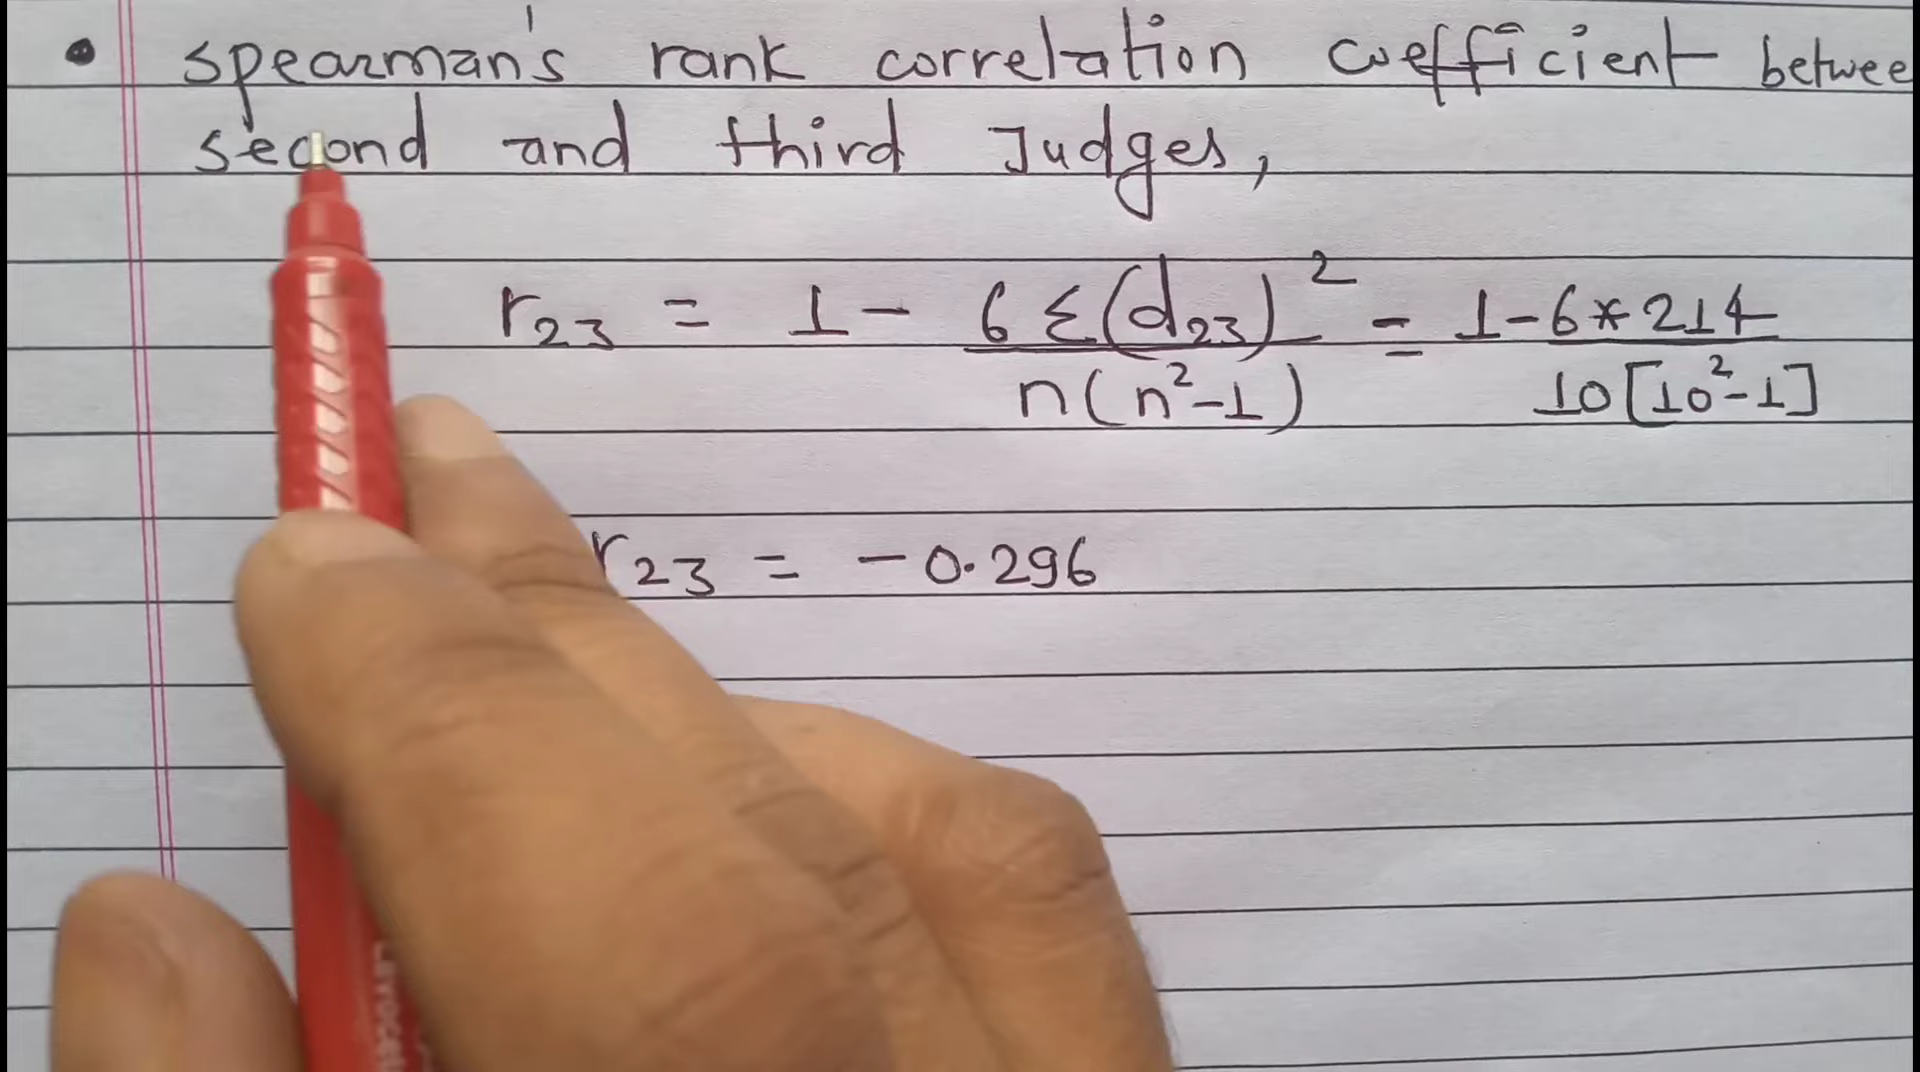 • spearman's rank correlation coefficient betwee
second and third Judges,
r₂₃ = 1 - 6 Σ(d₂₃)² / n(n²-1) = 1 - 6*214 / 10[10²-1]
r₂₃ = -0.296